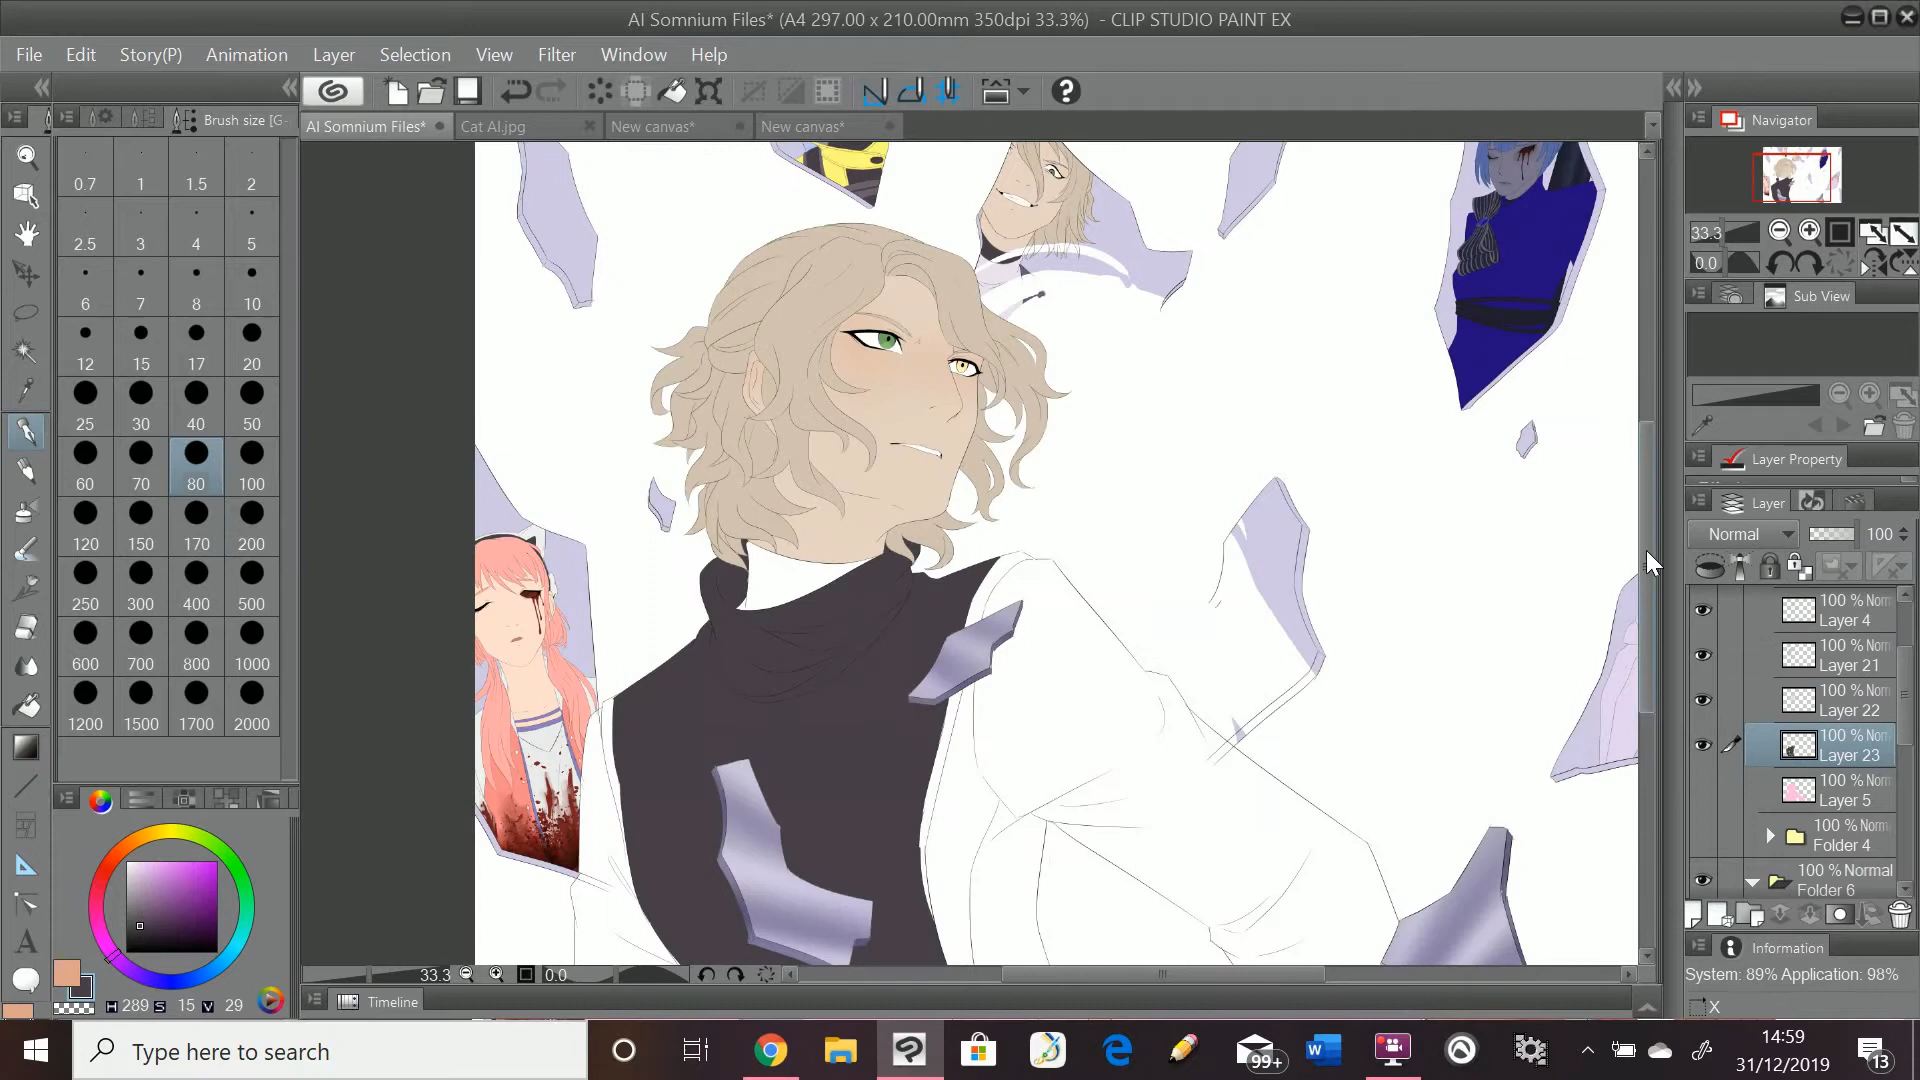 AI Somnium Files* (A4 297.00 x 210.00mm 350dpi 33.3%) - CLIP STUDIO PAINT EX
File Edit Story(P) Animation Layer Selection View Filter Window Help
Brush size [G-
AI Somnium Files* Cat AI.jpg New canvas* New canvas*
Navigator
0.7 1 1.5 2
2.5 3 4 5
6 7 8 10
12 15 17 20
25 30 40 50
60 70 80 100
120 150 170 200
250 300 400 500
600 700 800 1000
1200 1500 1700 2000
33.3
0.0
Sub View
Layer Property
Layer
Normal 100
100 % Norm
Layer 4
100 % Norm
Layer 21
100 % Norm
Layer 22
100 % Norm
Layer 23
100 % Norm
Layer 5
100 % Norm
Folder 4
100 % Normal
Folder 6
Information
System: 89% Application: 98%
X
33.3 0.0
Timeline
H 289 S 15 V 29
Type here to search
99+
14:59
31/12/2019
13